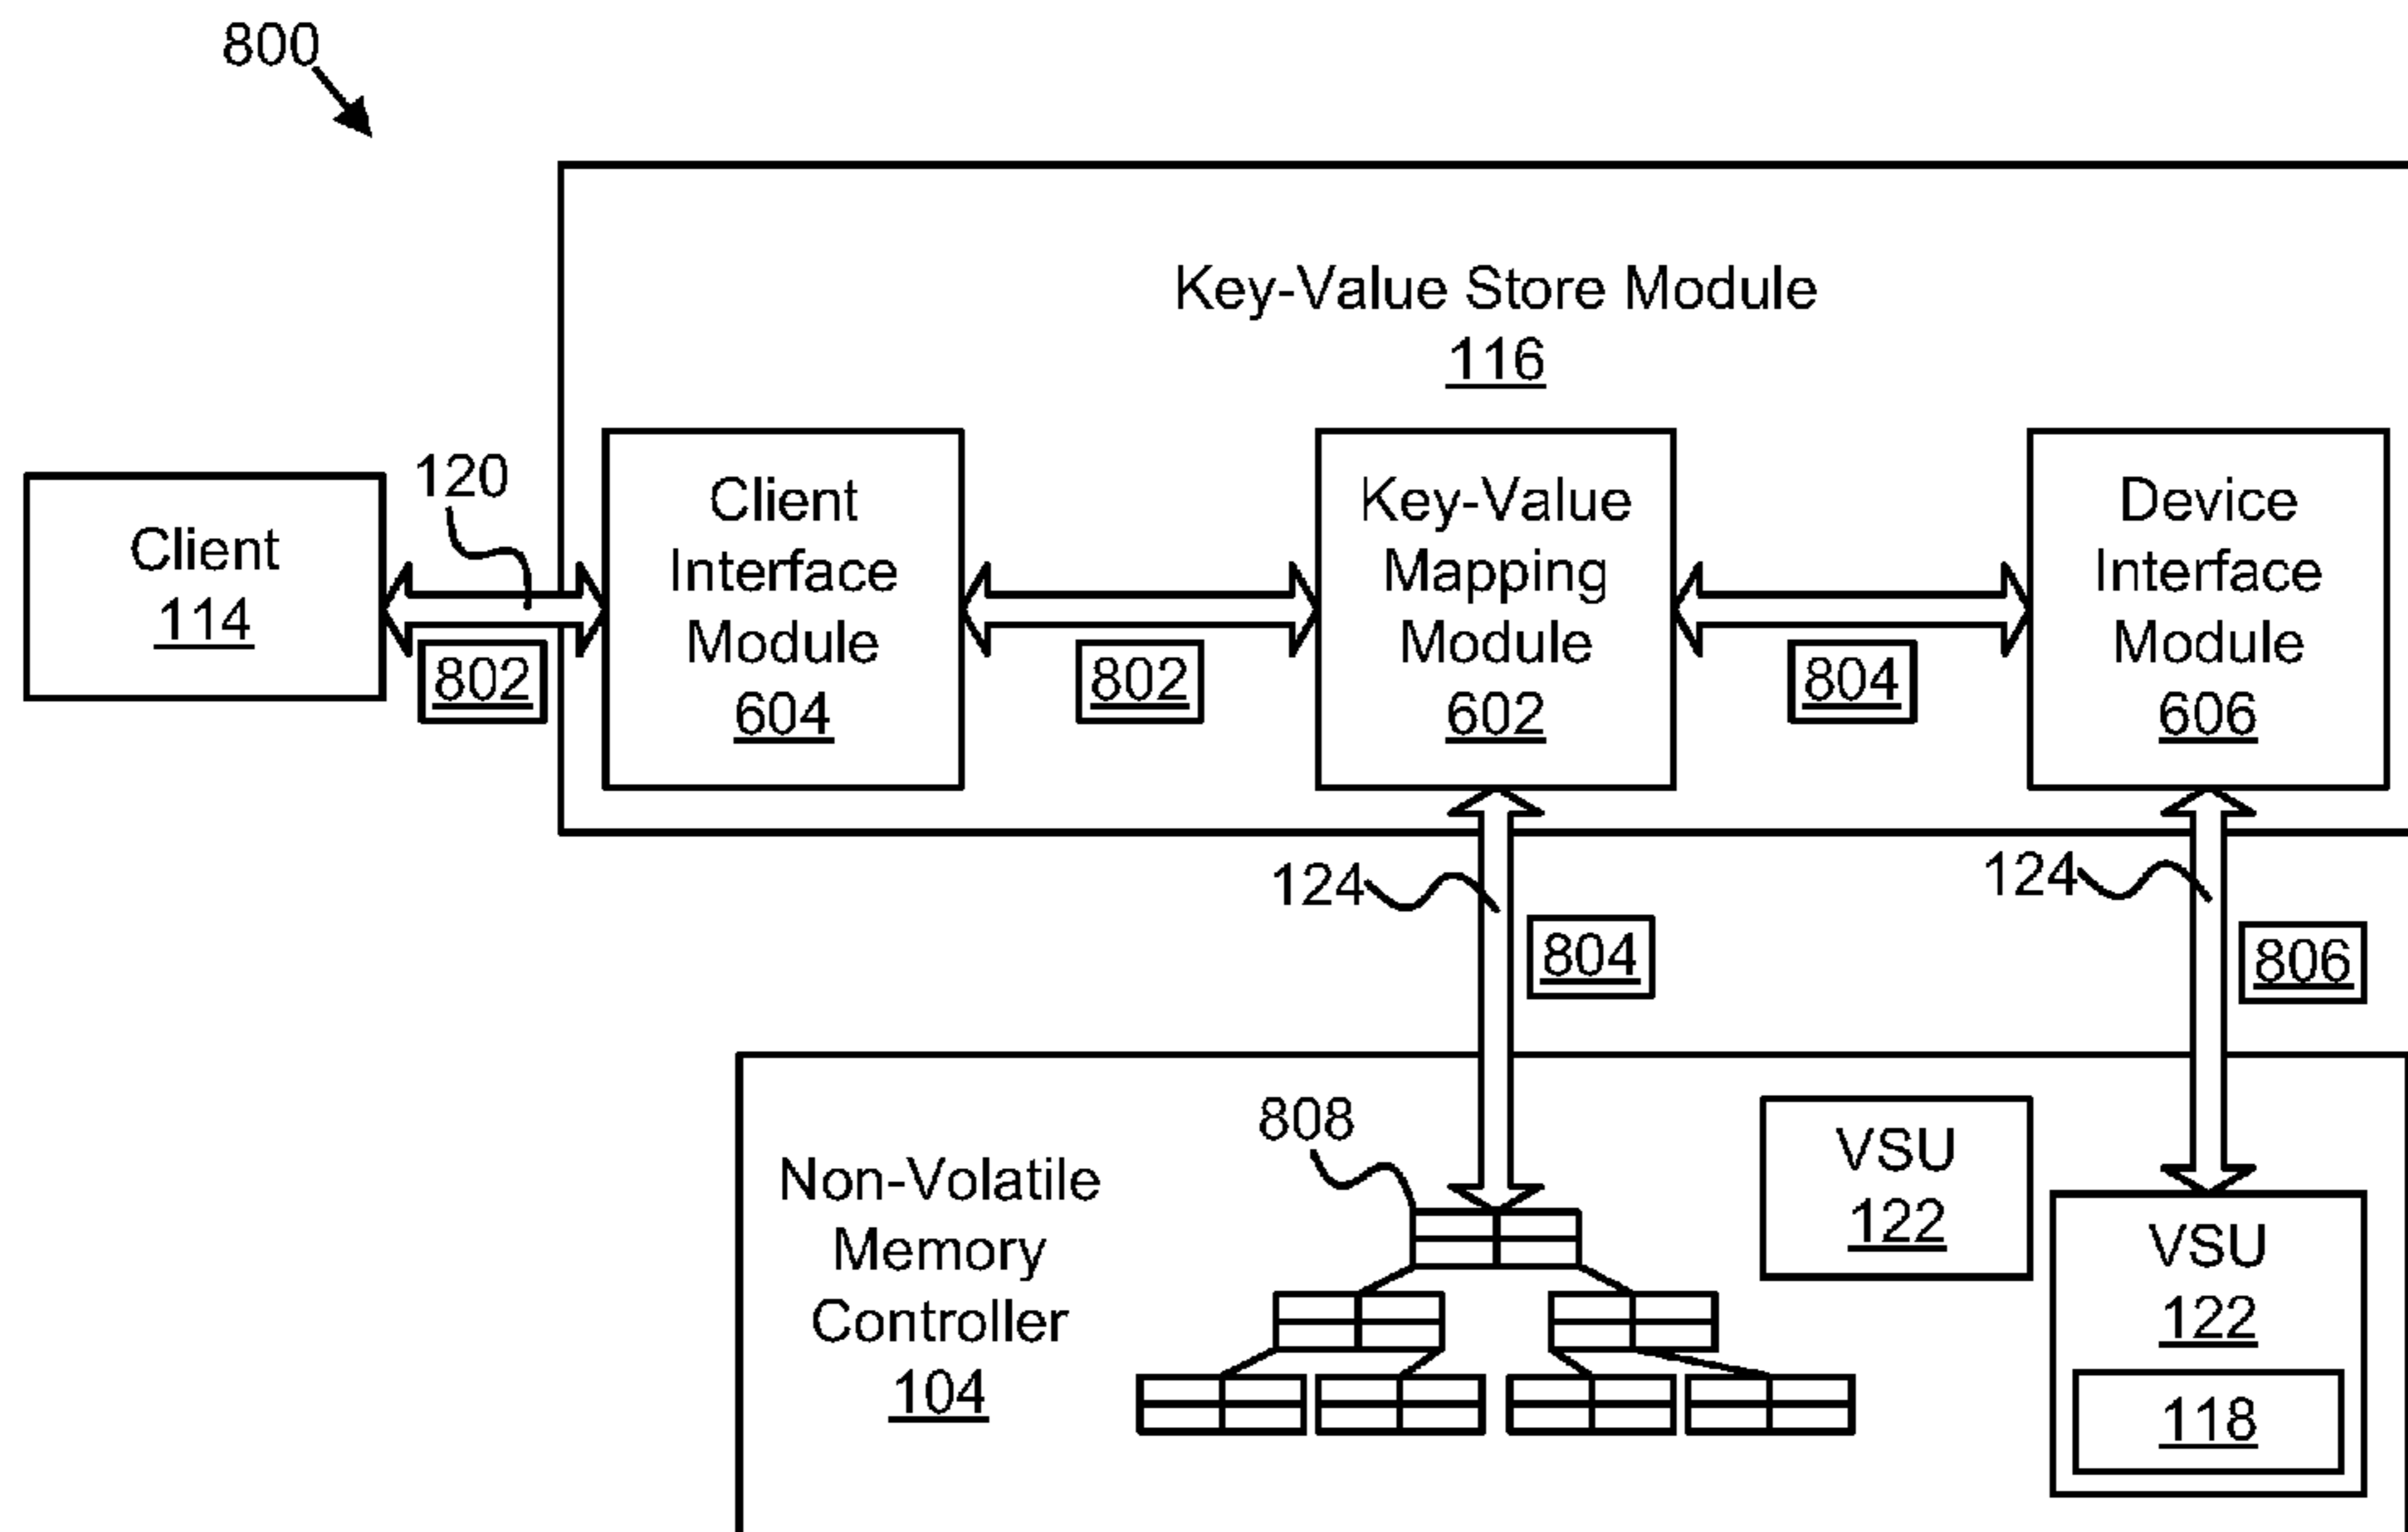 800
Key-Value Store Module
116
Client
114
120
802
Client
Interface
Module
604
802
Key-Value
Mapping
Module
602
804
Device
Interface
Module
606
124
804
124
806
Non-Volatile
Memory
Controller
104
808
VSU
122
VSU
122
118